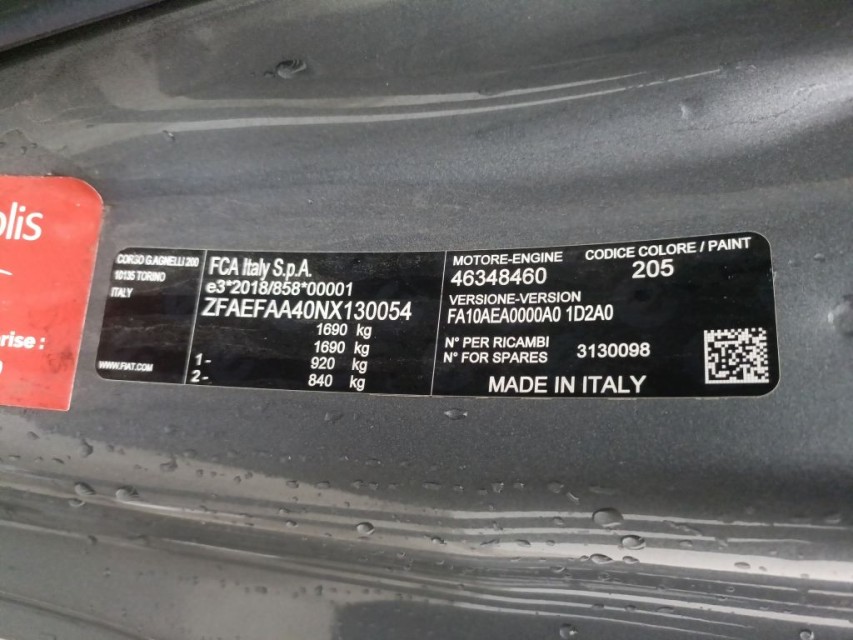 CORSO G.AGNELLI 200
10135 TORINO
ITALY
WWW.FIAT.COM
FCA Italy S.p.A.
e3*2018/858*00001
ZFAEFAA40NX130054
1690 kg
1690 kg
1- 920 kg
2- 840 kg
MOTORE-ENGINE
46348460
CODICE COLORE / PAINT
205
VERSIONE-VERSION
FA10AEA0000A0 1D2A0
N° PER RICAMBI
N° FOR SPARES
3130098
MADE IN ITALY